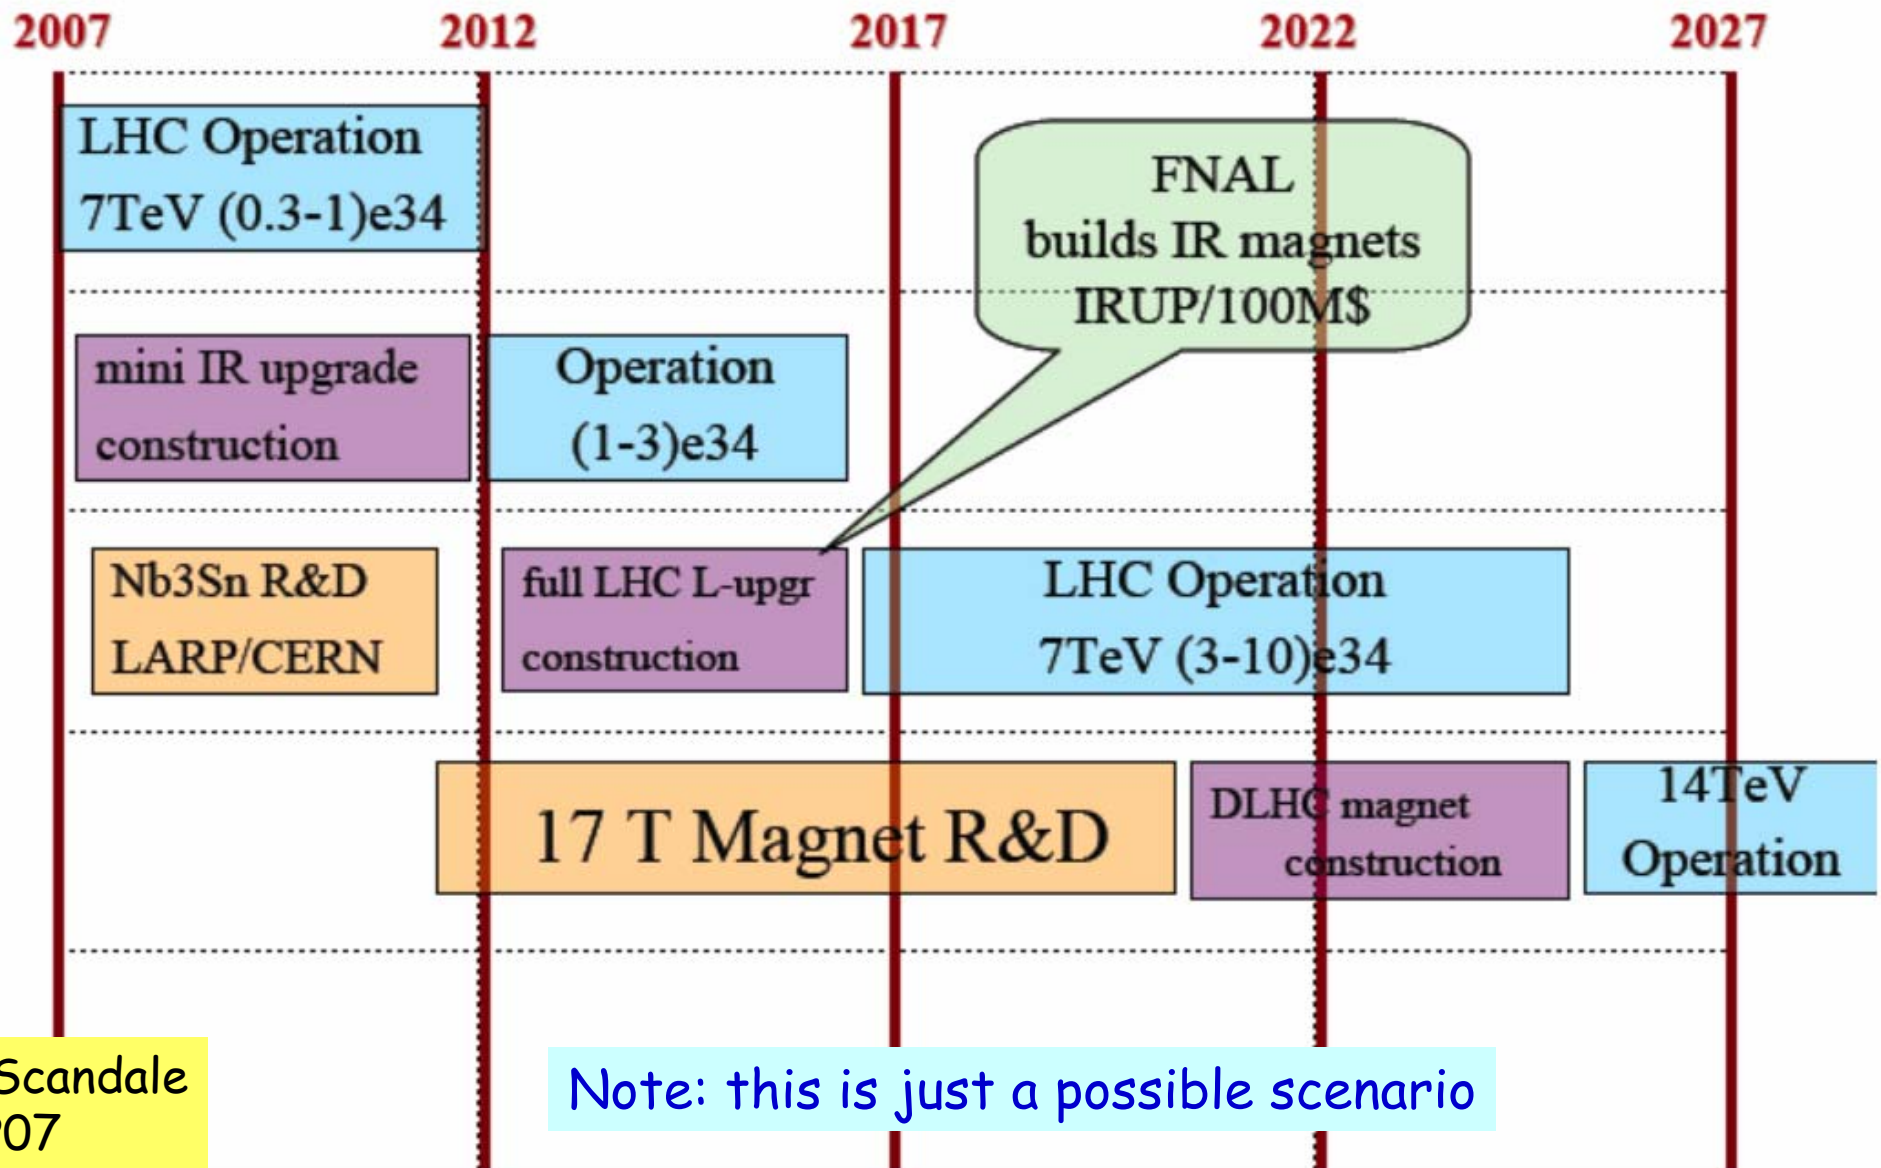 2007 2012 2017 2022 2027
LHC Operation
7TeV (0.3-1)e34
FNAL
builds IR magnets
IRUP/100M$
mini IR upgrade
construction
Operation
(1-3)e34
Nb3Sn R&D
LARP/CERN
full LHC L-upgr
construction
LHC Operation
7TeV (3-10)e34
17 T Magnet R&D
DLHC magnet
construction
14TeV
Operation
Scandale
07
Note: this is just a possible scenario